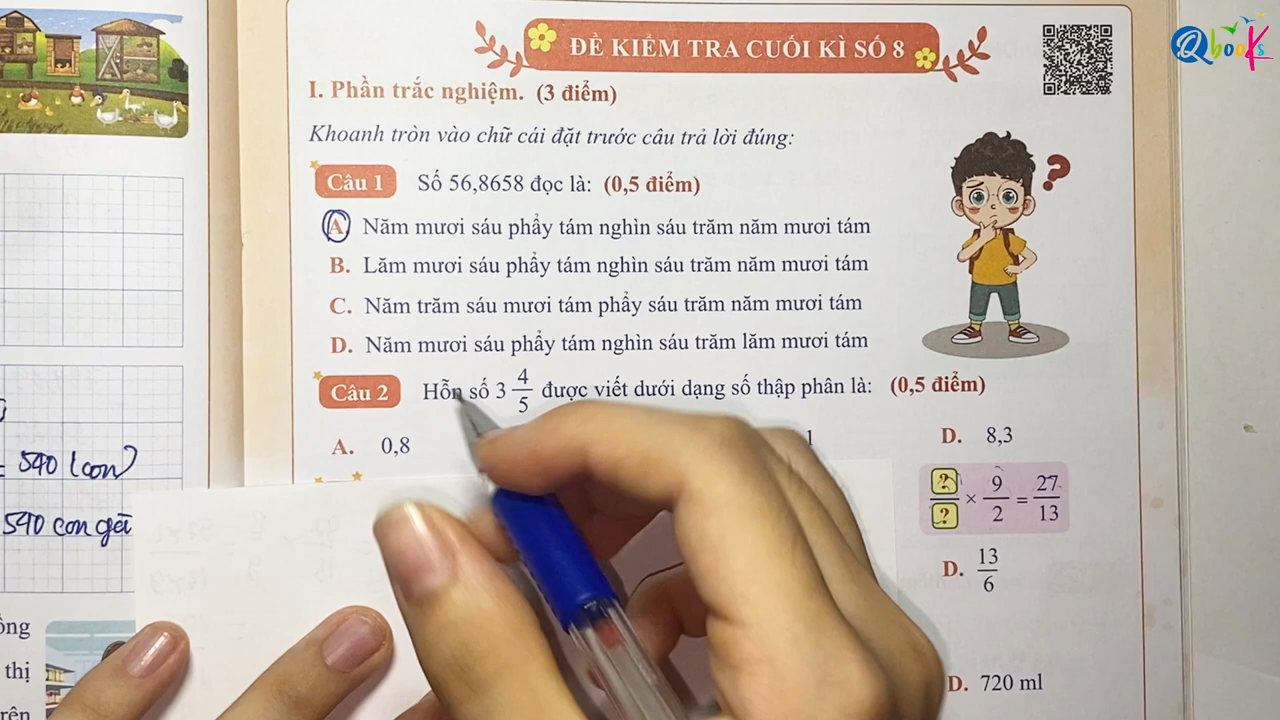 Qbooks
ĐỀ KIỂM TRA CUỐI KÌ SỐ 8
I. Phần trắc nghiệm. (3 điểm)
Khoanh tròn vào chữ cái đặt trước câu trả lời đúng:
Câu 1 Số 56,8658 đọc là: (0,5 điểm)
A. Năm mươi sáu phẩy tám nghìn sáu trăm năm mươi tám
B. Lăm mươi sáu phẩy tám nghìn sáu trăm năm mươi tám
C. Năm trăm sáu mươi tám phẩy sáu trăm năm mươi tám
D. Năm mươi sáu phẩy tám nghìn sáu trăm lăm mươi tám
Câu 2 Hỗn số 3 4/5 được viết dưới dạng số thập phân là: (0,5 điểm)
A. 0,8 D. 8,3
?/? × 9/2 = 27/13
D. 13/6
D. 720 ml
= 540 (con)
540 con gà
thị